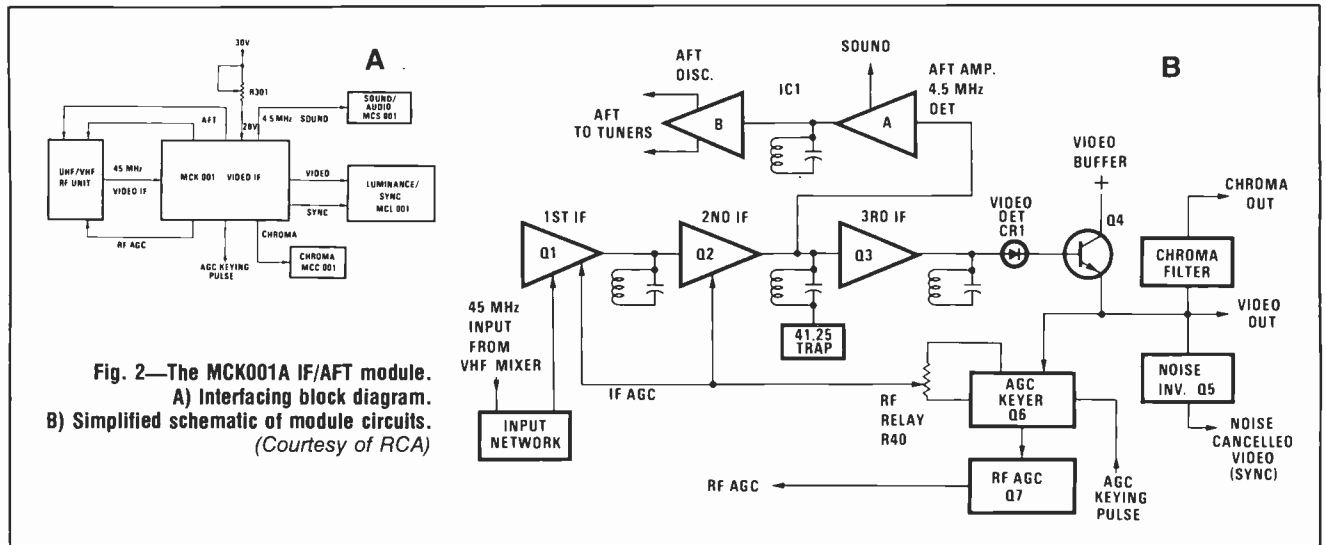 A
30V
R301
28V
4.5 MHz SOUND
SOUND/
AUDIO
MCS 001
AFT
UHF/VHF
RF UNIT
45 MHz
VIDEO IF
MCK 001 VIDEO IF
VIDEO
SYNC
LUMINANCE/
SYNC
MCL 001
RF AGC
AGC KEYING
PULSE
CHROMA
CHROMA
MCC 001
Fig. 2—The MCK001A IF/AFT module.
A) Interfacing block diagram.
B) Simplified schematic of module circuits.
(Courtesy of RCA)
B
AFT
DISC.
AFT
TO TUNERS
B
IC1
SOUND
A
AFT AMP.
4.5 MHz
DET
1ST IF
Q1
2ND IF
Q2
3RD IF
Q3
41.25
TRAP
VIDEO
DET
CR1
VIDEO
BUFFER
+
Q4
CHROMA
OUT
CHROMA
FILTER
VIDEO
OUT
NOISE
INV. Q5
NOISE
CANCELLED
VIDEO
(SYNC)
45 MHz
INPUT
FROM
VHF MIXER
INPUT
NETWORK
IF AGC
RF
RELAY
R40
AGC
KEYER
Q6
RF AGC
Q7
RF AGC
AGC
KEYING
PULSE